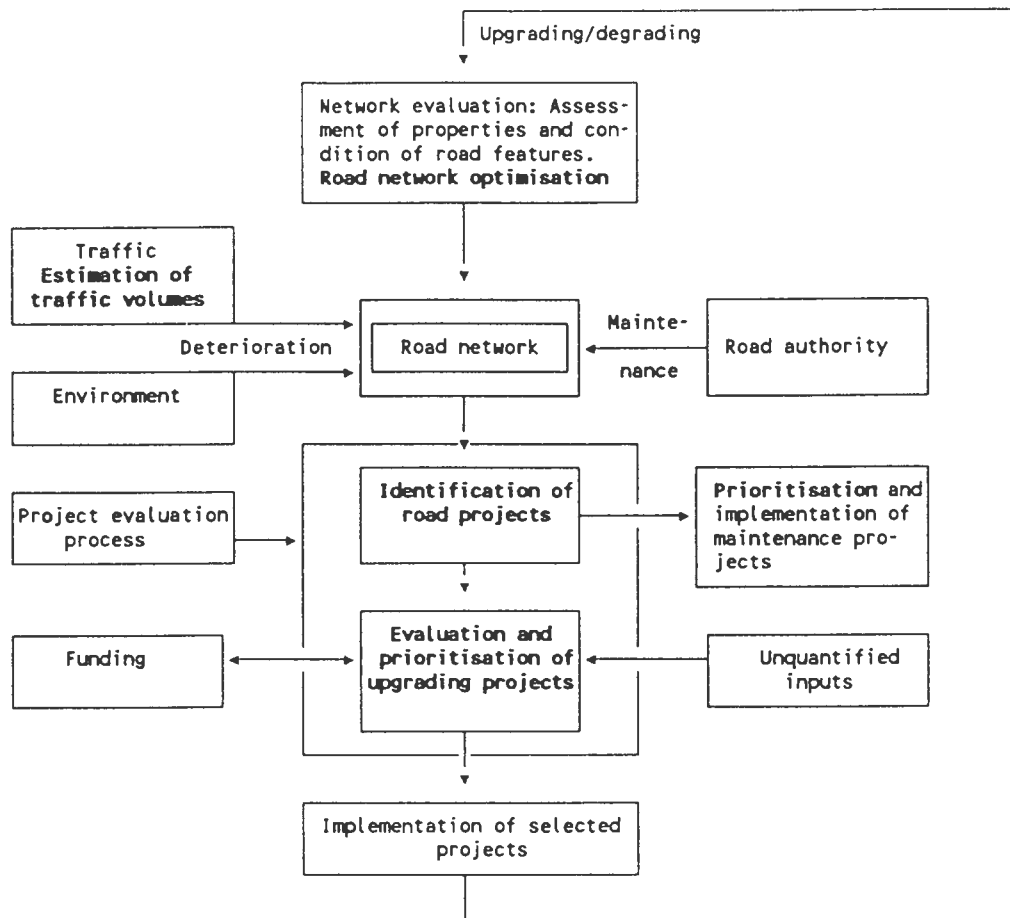 Upgrading/degrading
Network evaluation: Assess-
ment of properties and con-
dition of road features.
Road network optimisation
Traffic
Estimation of
traffic volumes
Deterioration
Environment
Road network
Mainte-
nance
Road authority
Project evaluation
process
Identification of
road projects
Prioritisation and
implementation of
maintenance pro-
jects
Funding
Evaluation and
prioritisation of
upgrading projects
Unquantified
inputs
Implementation of selected
projects